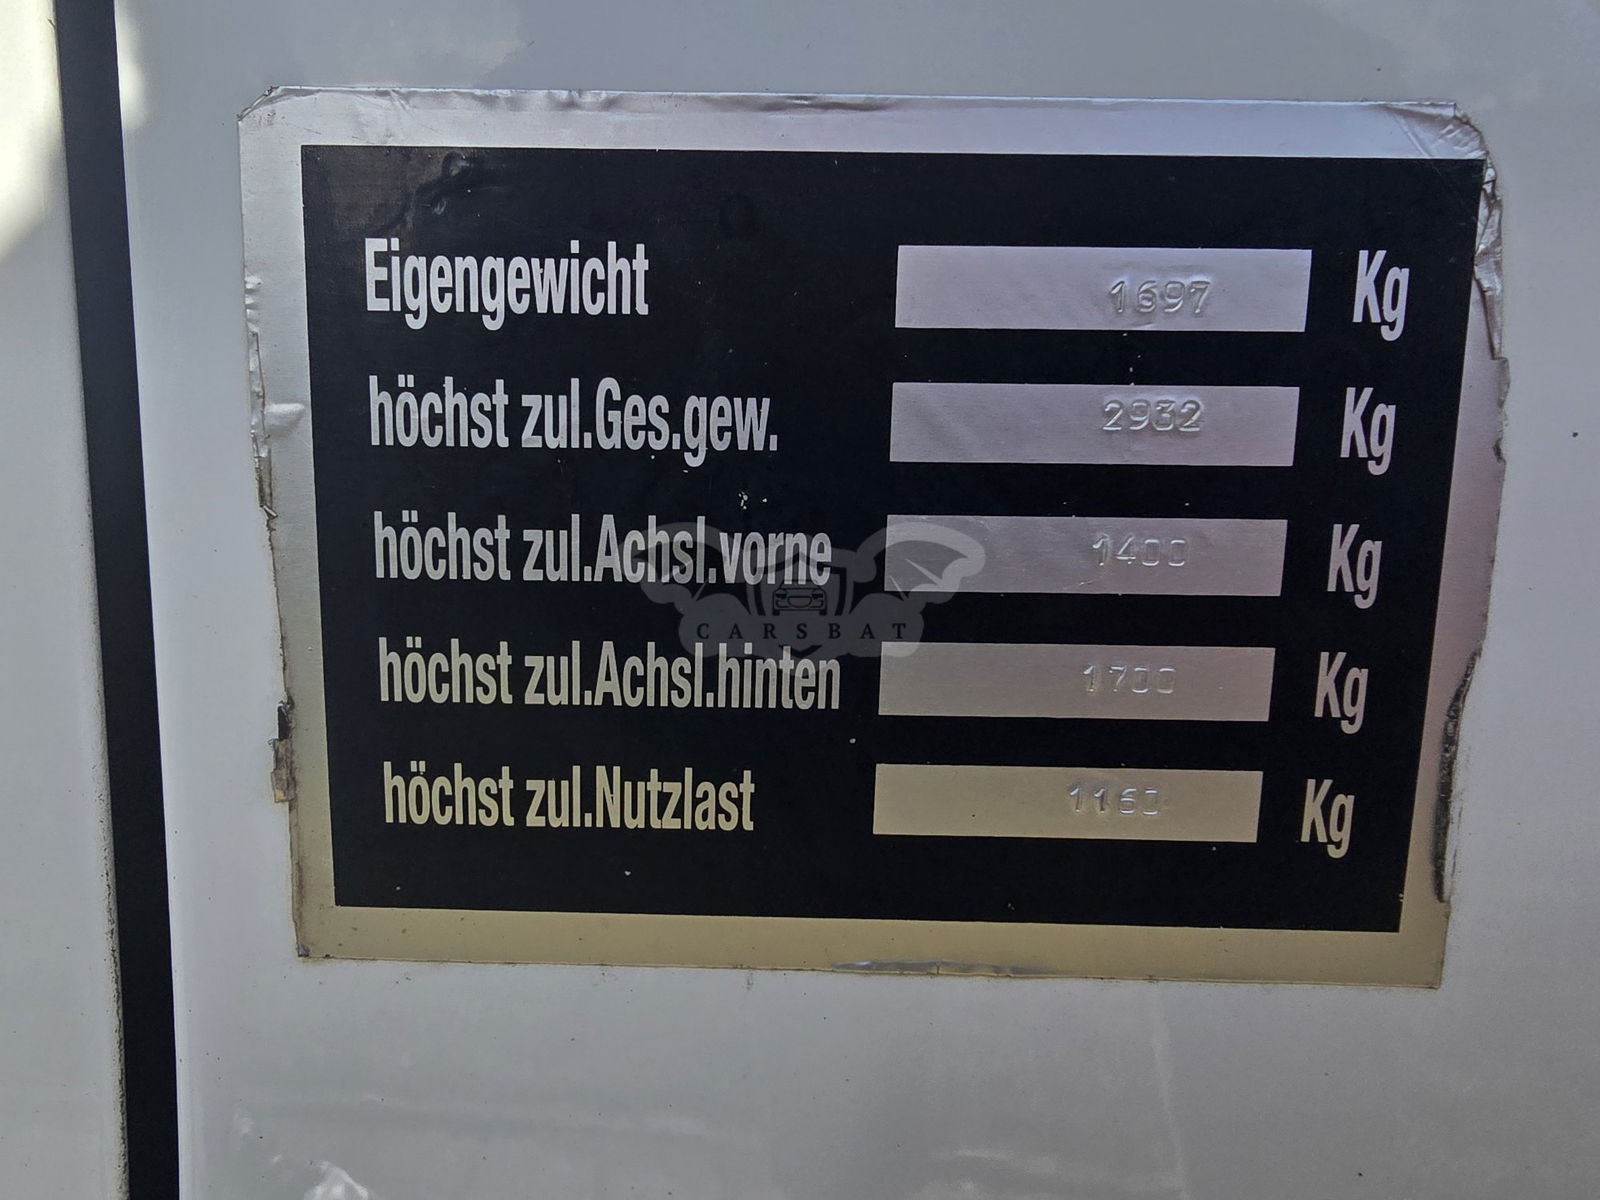 Eigengewicht 1697 Kg
höchst zul.Ges.gew. 2932 Kg
höchst zul.Achsl.vorne 1400 Kg
CARSBAT
höchst zul.Achsl.hinten 1700 Kg
höchst zul.Nutzlast 1160 Kg